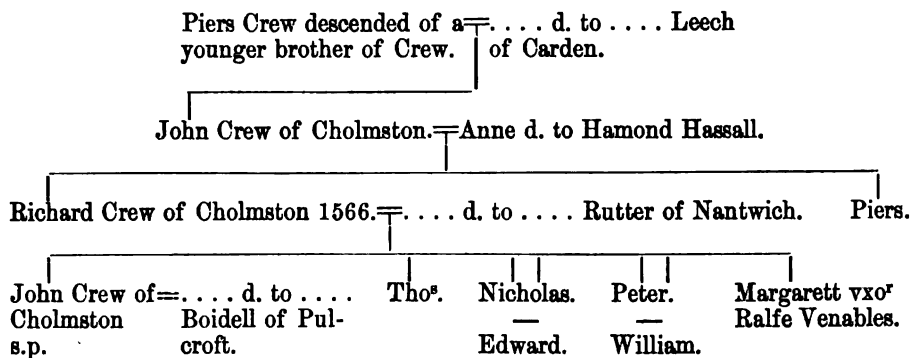 Piers Crew descended of a=. . . . d. to . . . . Leech
younger brother of Crew. of Carden.
John Crew of Cholmston.=Anne d. to Hamond Hassall.
Richard Crew of Cholmston 1566.=. . . . d. to . . . . Rutter of Nantwich. Piers.
John Crew of=. . . . d. to . . . . Thoˢ. Nicholas. Peter. Margarett vxoʳ
Cholmston Boidell of Pul- — — Ralfe Venables.
s.p. croft. Edward. William.